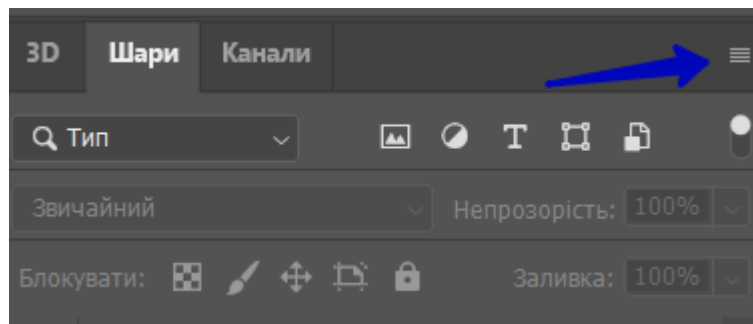 3D Шари Канали
Тип
Звичайний Непрозорість: 100%
Блокувати: Заливка: 100%